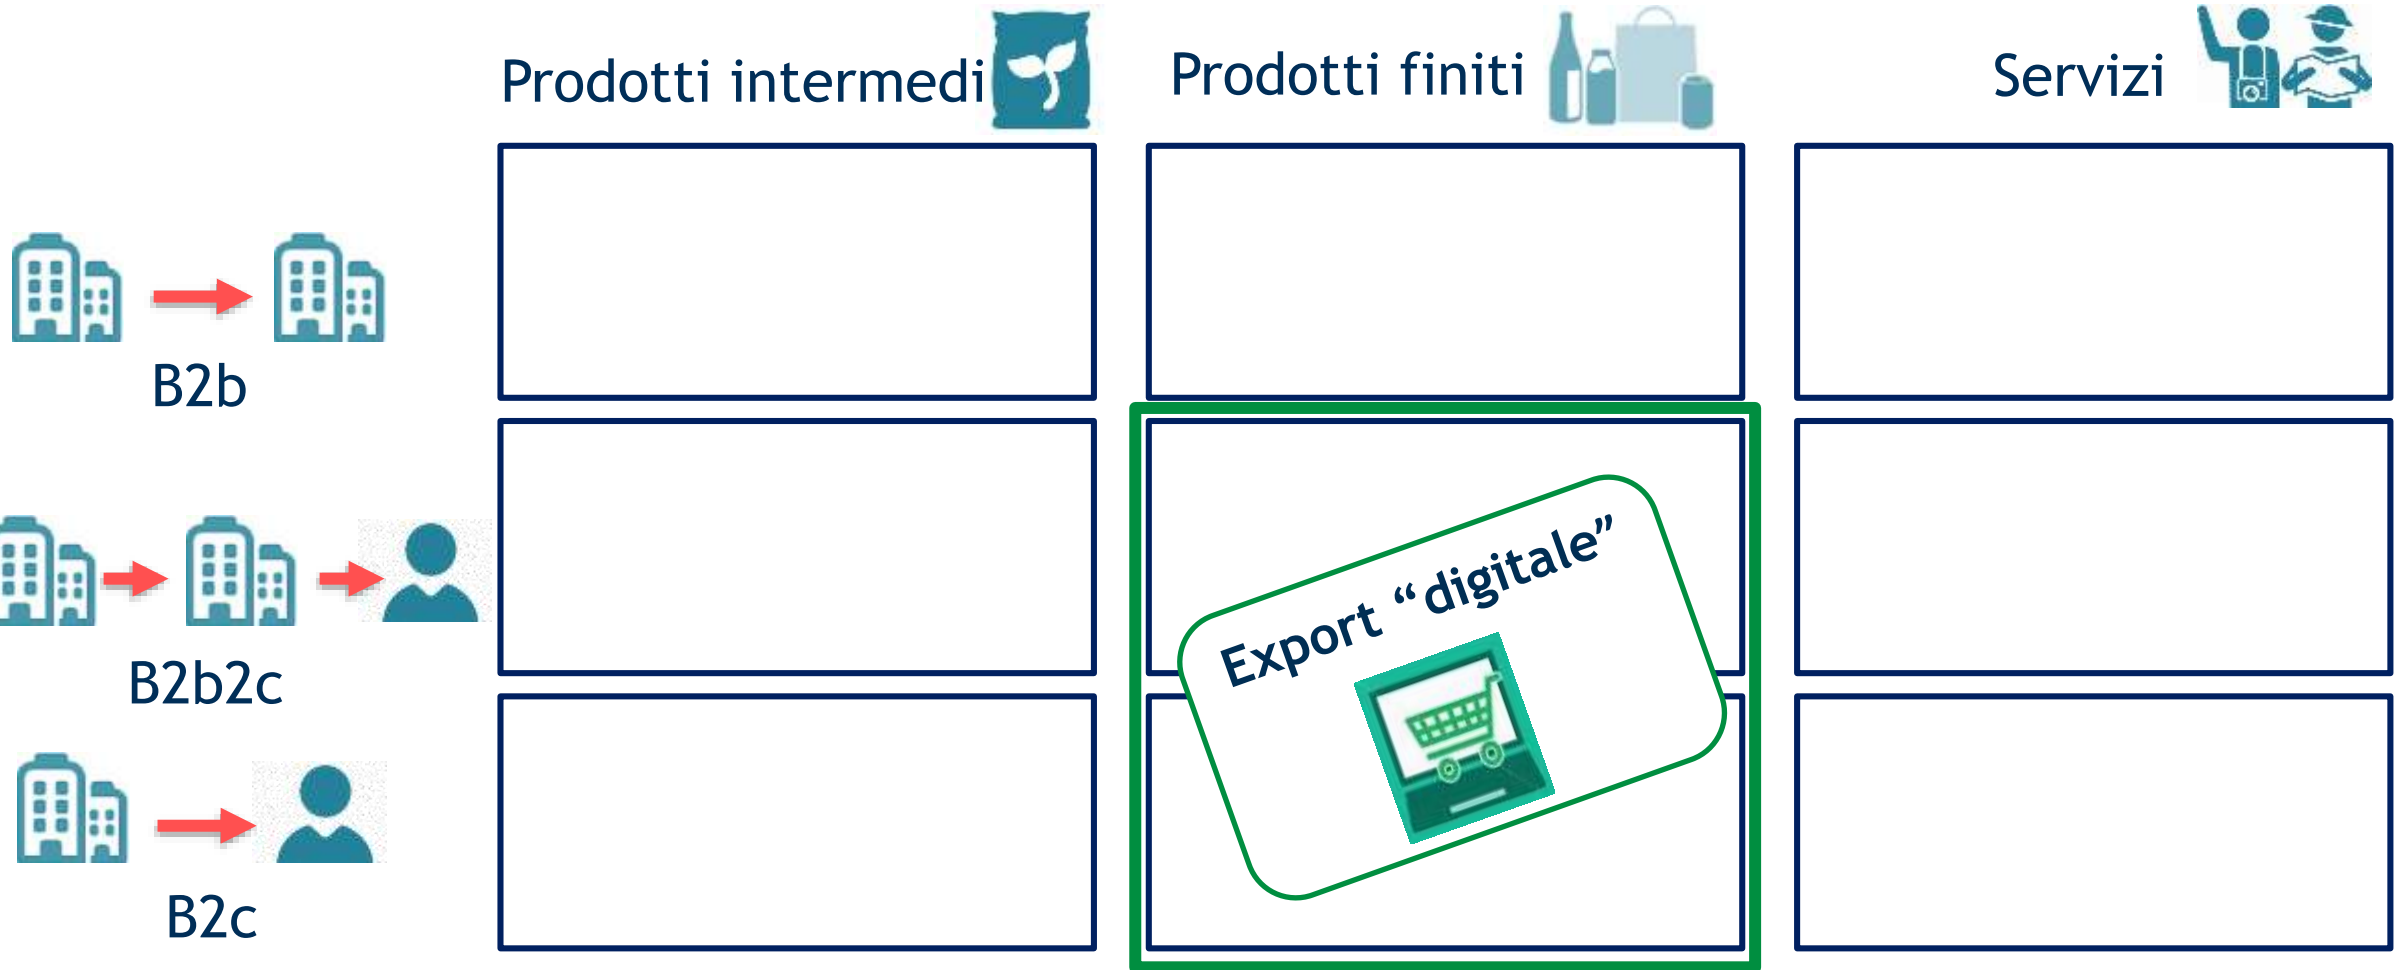 Prodotti intermedi
Prodotti finiti
Servizi
B2b
B2b2c
Export “digitale”
B2c